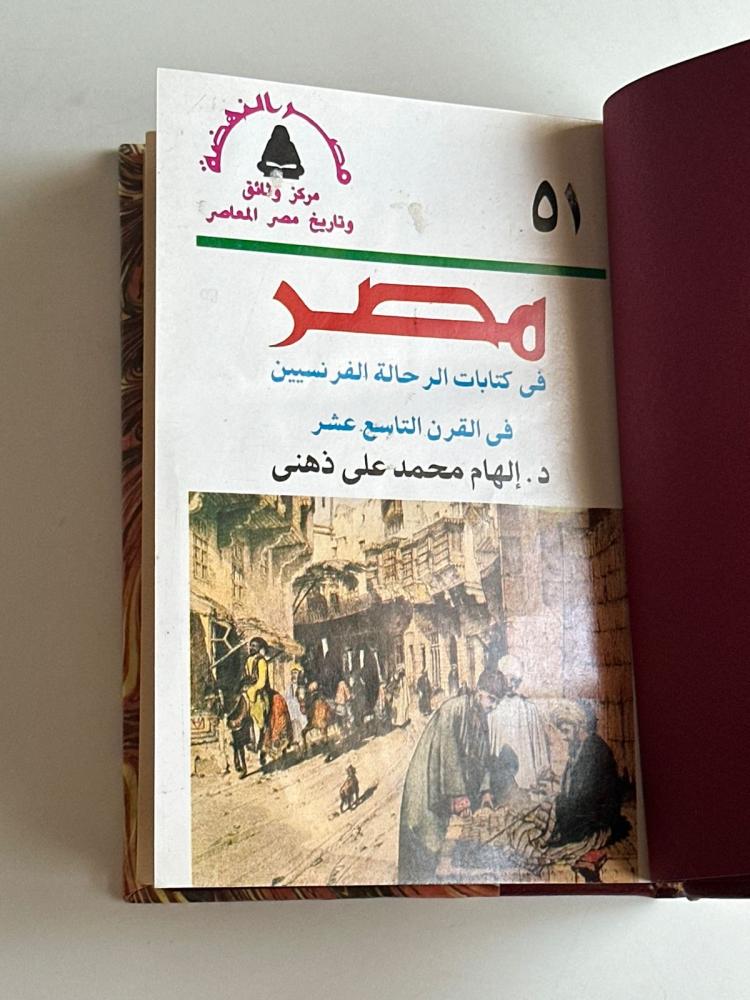 مصر النهضة
مركز وثائق
وتاريخ مصر المعاصر
٥١
مصر
فى كتابات الرحالة الفرنسيين
فى القرن التاسع عشر
د. إلهام محمد على ذهنى